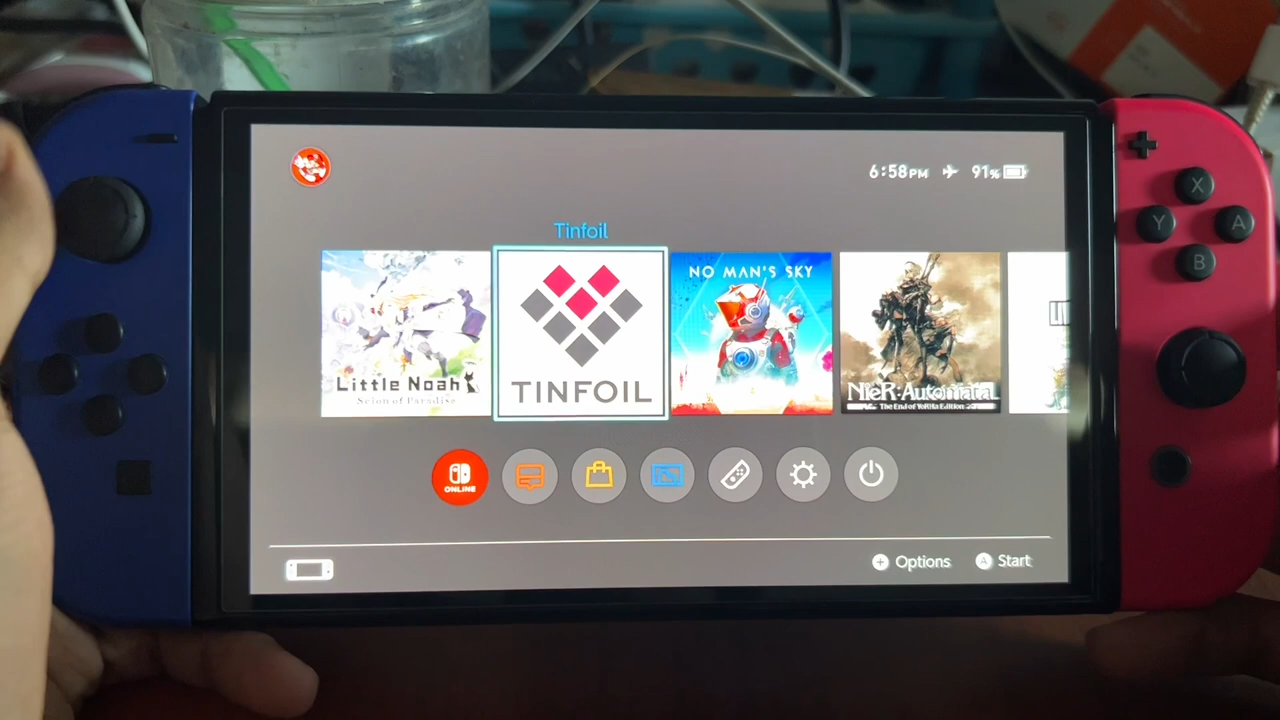 6:58PM 91%
Tinfoil
Little Noah
Scion of Paradise
TINFOIL
NO MAN'S SKY
NieR:Automata
The End of YoRHa Edition
ONLINE
Options
Start
X
Y
A
B